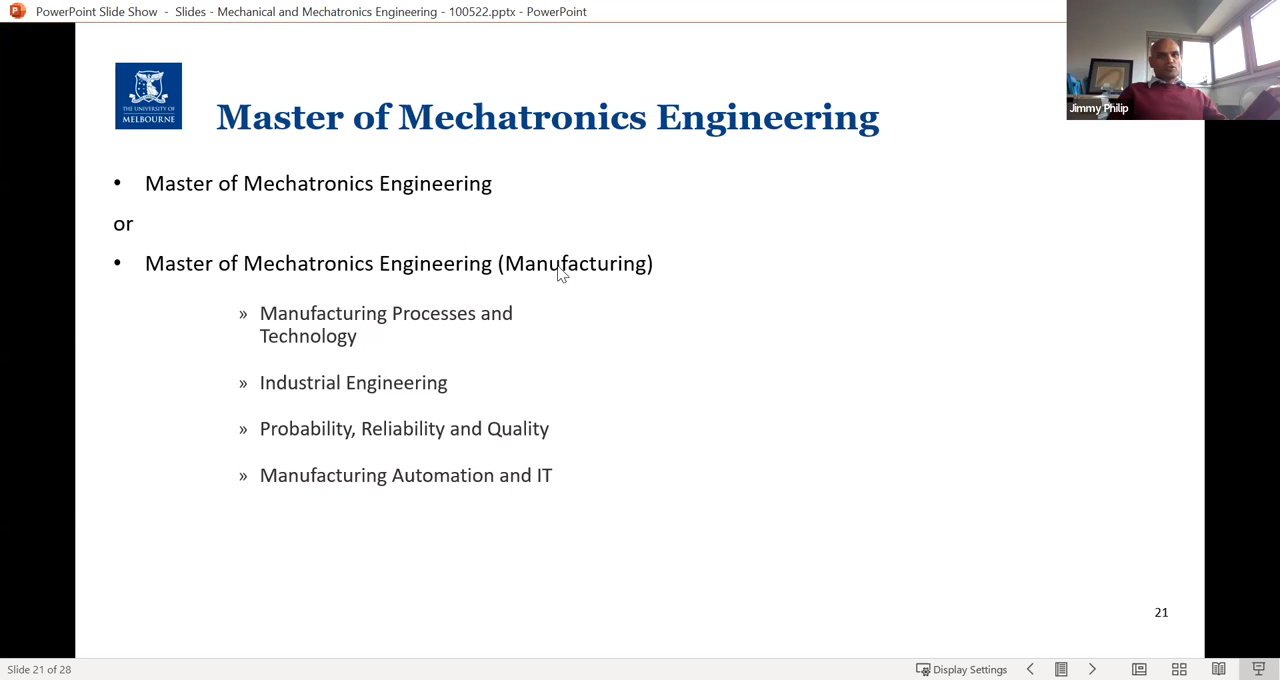 PowerPoint Slide Show - Slides - Mechanical and Mechatronics Engineering - 100522.pptx - PowerPoint
Jimmy Philip
THE UNIVERSITY OF
MELBOURNE
Master of Mechatronics Engineering
• Master of Mechatronics Engineering
or
• Master of Mechatronics Engineering (Manufacturing)
» Manufacturing Processes and
Technology
» Industrial Engineering
» Probability, Reliability and Quality
» Manufacturing Automation and IT
21
Slide 21 of 28
Display Settings